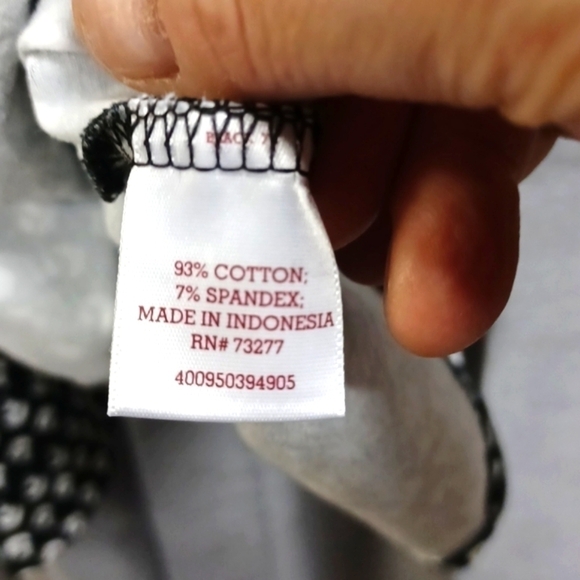 93% COTTON;
7% SPANDEX;
MADE IN INDONESIA
RN# 73277
400950394905